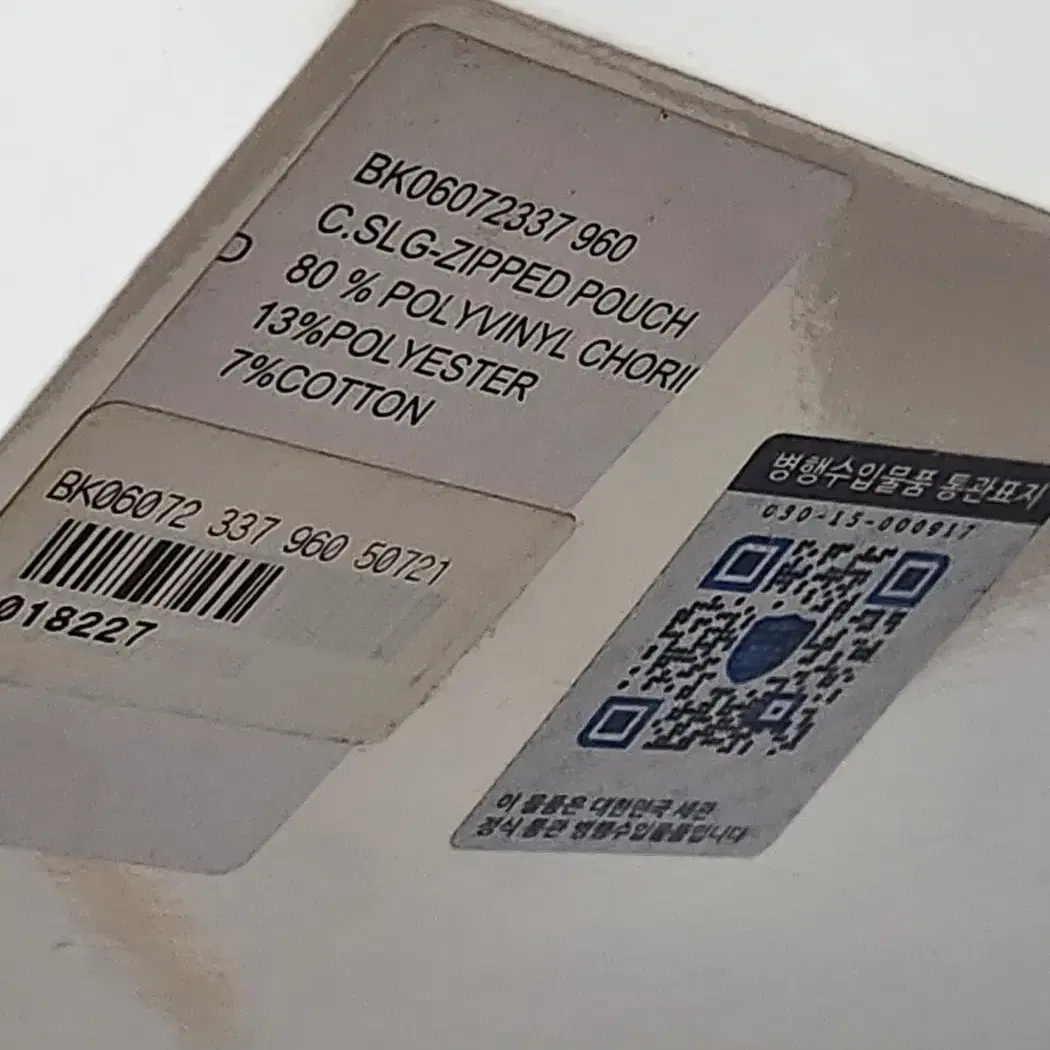 BK06072337 960
C.SLG-ZIPPED POUCH
D
80 % POLYVINYL CHORII
13%POLYESTER
7%COTTON
BK06072 337 960 50721
018227
병행수입물품 통관표지
030-15-000917
이 물품은 대한민국 세관
정식 통관 병행수입물품입니다